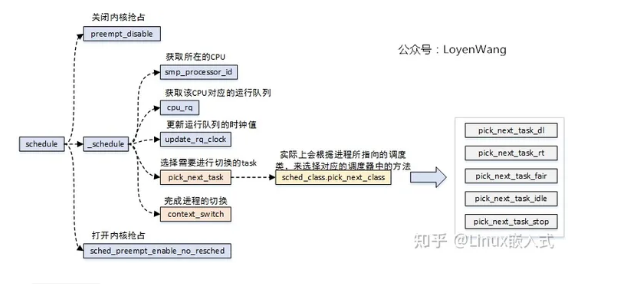 关闭内核抢占
preempt_disable
公众号：LoyenWang
获取所在的CPU
smp_processor_id
获取该CPU对应的运行队列
cpu_rq
更新运行队列的时钟值
schedule
_schedule
update_rq_clock
选择需要进行切换的task
pick_next_task
实际上会根据进程所指向的调度
类，来选择对应的调度器中的方法
sched_class.pick_next_class
完成进程的切换
context_switch
打开内核抢占
sched_preempt_enable_no_resched
pick_next_task_dl
pick_next_task_rt
pick_next_task_fair
pick_next_task_idle
pick_next_task_stop
知乎 @Linux嵌入式